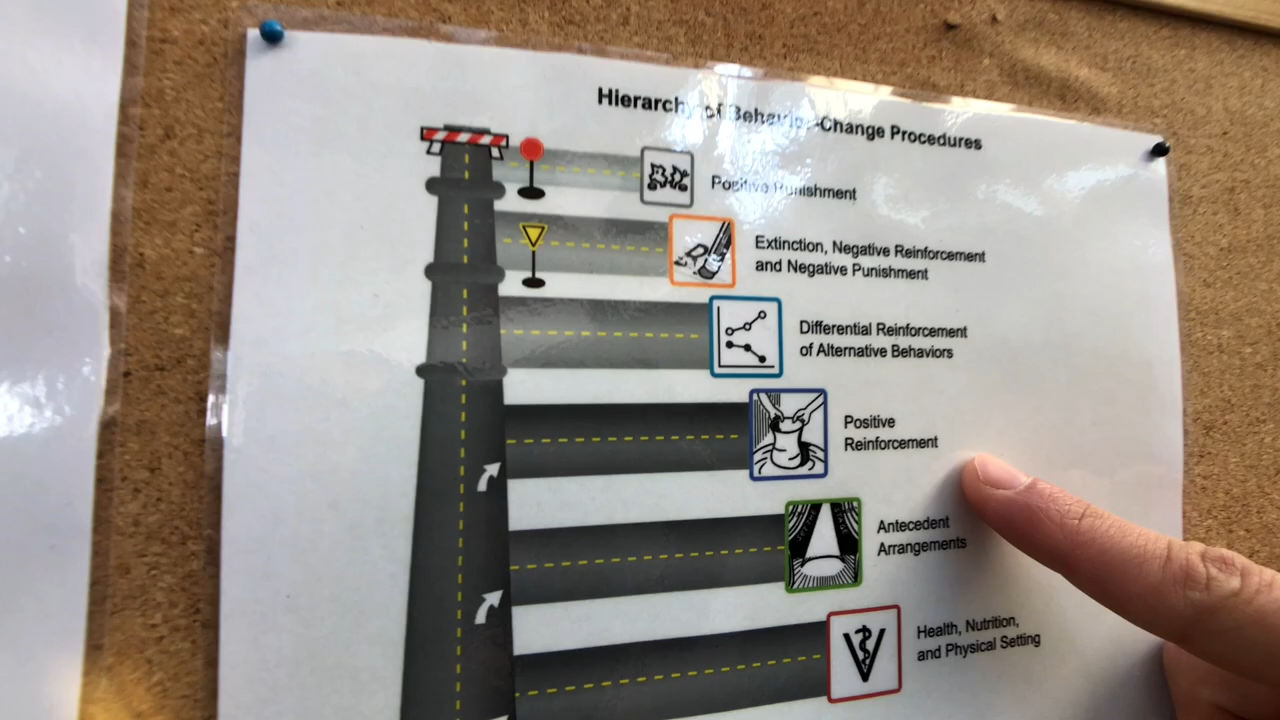 Hierarchy of Behavior-Change Procedures
Positive Punishment
Extinction, Negative Reinforcement
and Negative Punishment
Differential Reinforcement
of Alternative Behaviors
Positive
Reinforcement
Antecedent
Arrangements
Health, Nutrition,
and Physical Setting